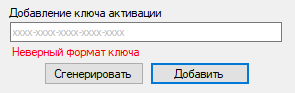 Добавление ключа активации
xxxx-xxxx-xxxx-xxxx-xxxx
Неверный формат ключа
Сгенерировать Добавить